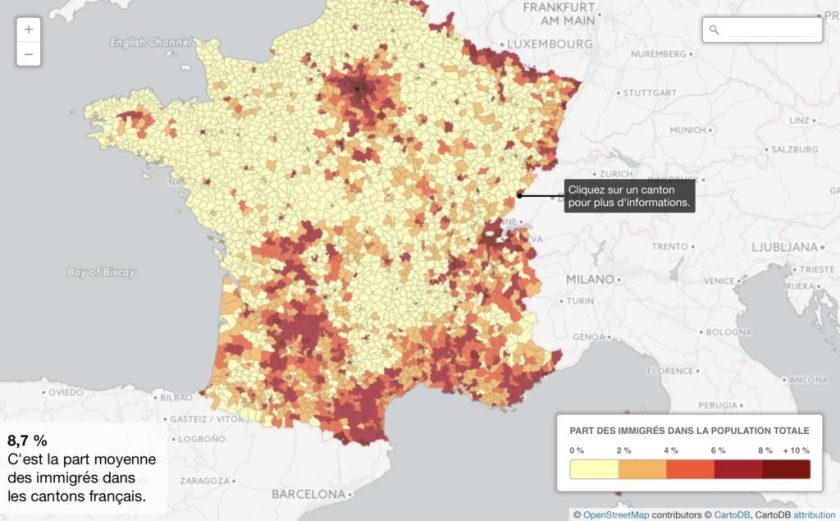 +
−
FRANKFURT
AM MAIN
English Channel
LUXEMBOURG
NUREMBERG
STUTTGART
LINZ
MUNICH
SALZBURG
ZURICH
Cliquez sur un canton
pour plus d'informations.
TRENTO
LJUBLJANA
Bay of Biscay
MILANO
VENICE
TRIESTE
RIJEKA
TURIN
BOLOGNA
GENOA
FLORENCE
ANCONA
OVIEDO
BILBAO
PERUGIA
GASTEIZ / VITOR
LOGROÑO
ZARAGOZA
BARCELONA
8,7 %
C'est la part moyenne
des immigrés dans
les cantons français.
PART DES IMMIGRÉS DANS LA POPULATION TOTALE
0 % 2 % 4 % 6 % 8 % + 10 %
© OpenStreetMap contributors © CartoDB, CartoDB attribution